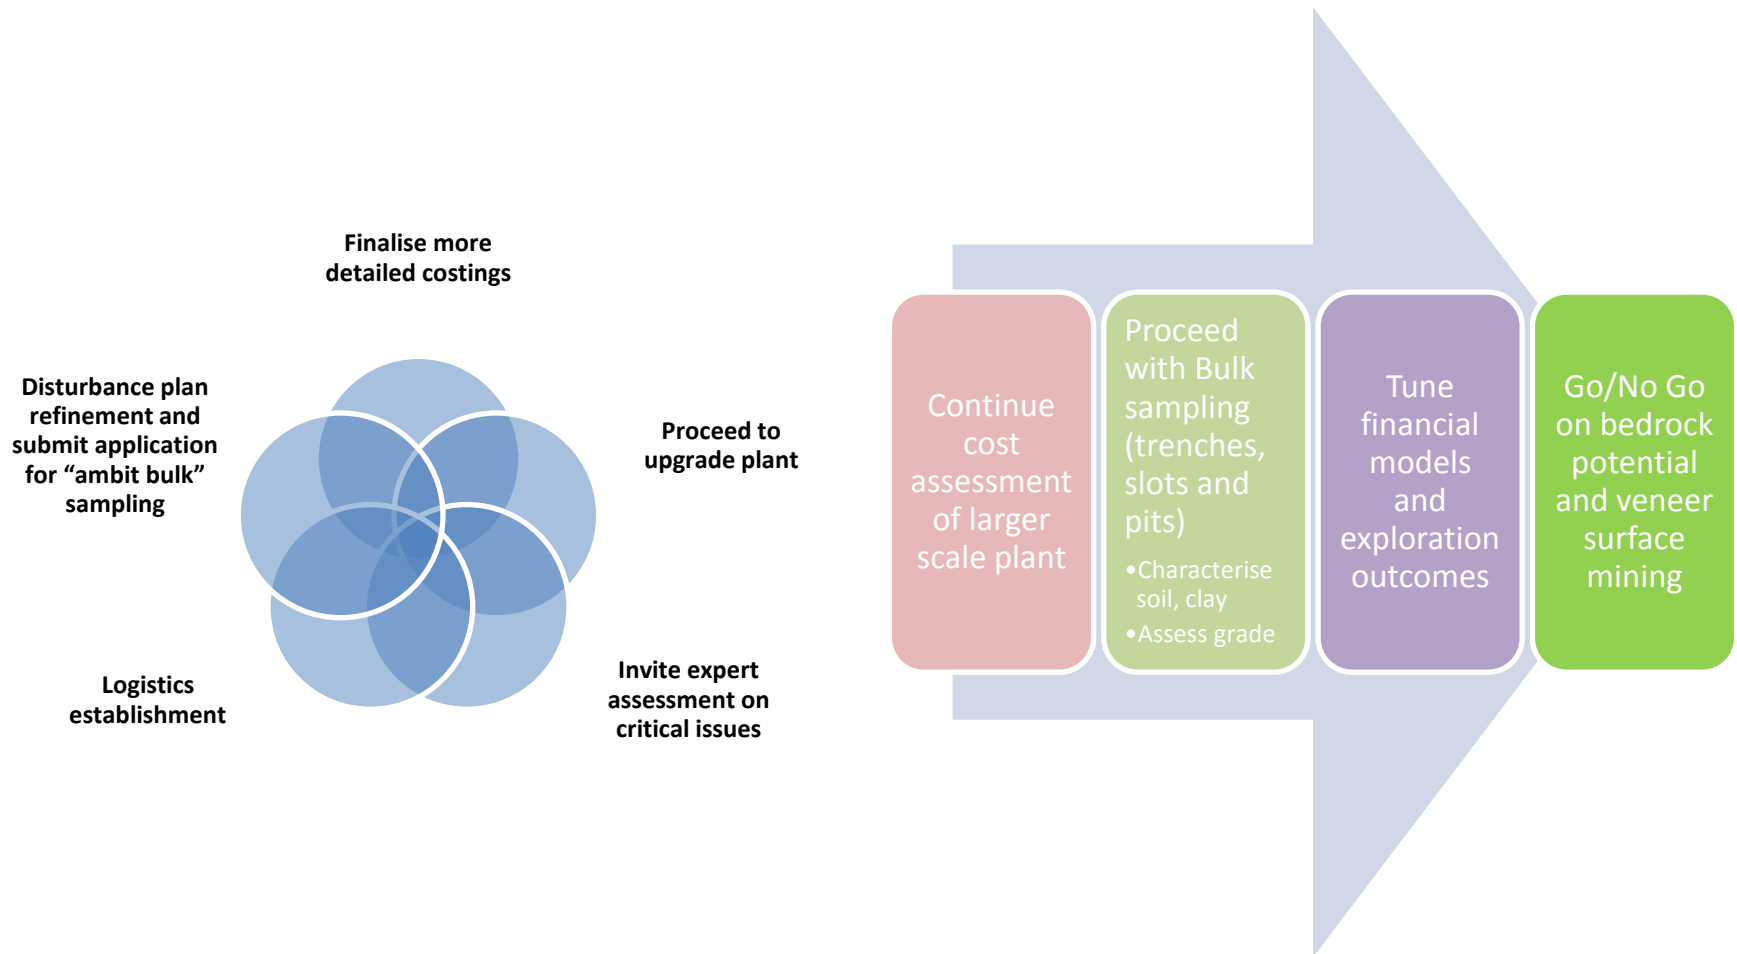 Finalise more
detailed costings
Disturbance plan
refinement and
submit application
for “ambit bulk”
sampling
Proceed to
upgrade plant
Logistics
establishment
Invite expert
assessment on
critical issues
Continue
cost
assessment
of larger
scale plant
Proceed
with Bulk
sampling
(trenches,
slots and
pits)
•Characterise
soil, clay
•Assess grade
Tune
financial
models
and
exploration
outcomes
Go/No Go
on bedrock
potential
and veneer
surface
mining